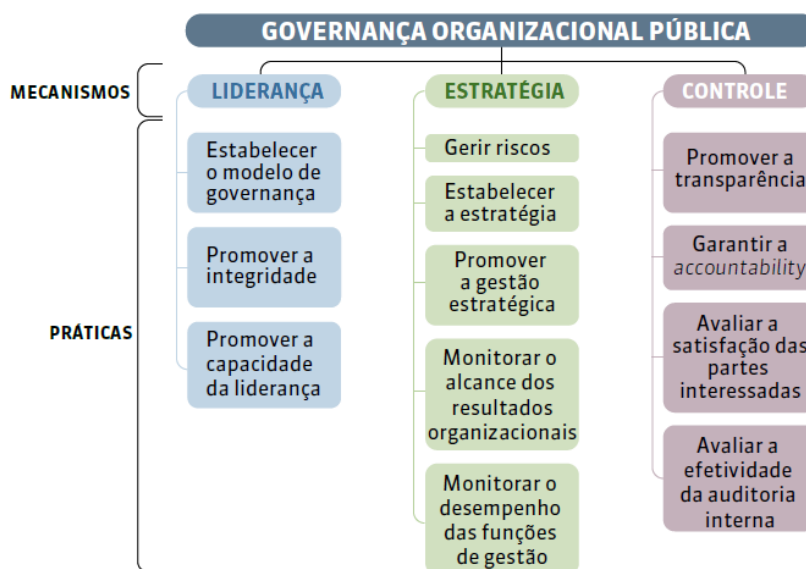 GOVERNANÇA ORGANIZACIONAL PÚBLICA
MECANISMOS
LIDERANÇA
ESTRATÉGIA
CONTROLE
PRÁTICAS
Estabelecer
o modelo de
governança
Promover a
integridade
Promover a
capacidade
da liderança
Gerir riscos
Estabelecer
a estratégia
Promover
a gestão
estratégica
Monitorar o
alcance dos
resultados
organizacionais
Monitorar o
desempenho
das funções
de gestão
Promover a
transparência
Garantir a
accountability
Avaliar a
satisfação das
partes
interessadas
Avaliar a
efetividade
da auditoria
interna